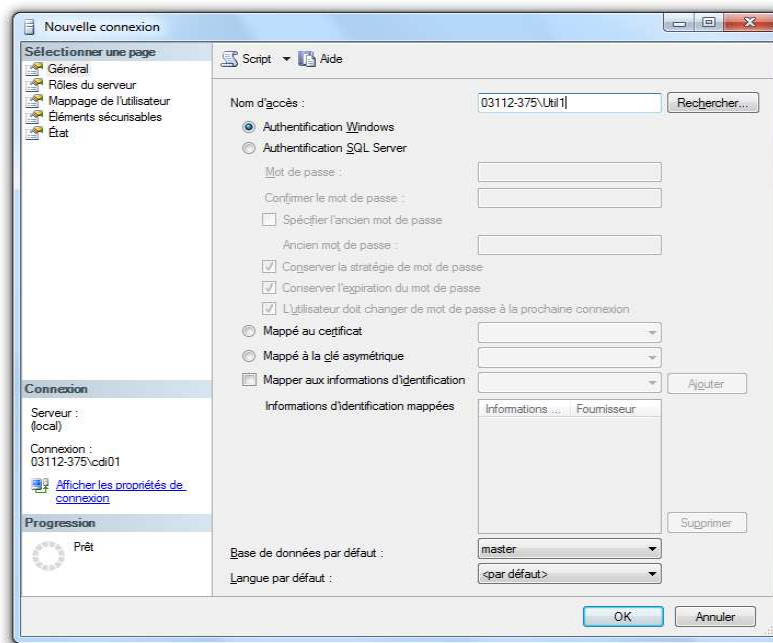 Nouvelle connexion
Sélectionner une page
Général
Rôles du serveur
Mappage de l'utilisateur
Éléments sécurisables
État
Script
Aide
Nom d'accès :
03112-375\Util1
Rechercher...
Authentification Windows
Authentification SQL Server
Mot de passe :
Confirmer le mot de passe :
Spécifier l'ancien mot de passe
Ancien mot de passe :
Conserver la stratégie de mot de passe
Conserver l'expiration du mot de passe
L'utilisateur doit changer de mot de passe à la prochaine connexion
Mappé au certificat
Mappé à la clé asymétrique
Mapper aux informations d'identification
Ajouter
Informations d'identification mappées
Informations ...
Fournisseur
Supprimer
Base de données par défaut :
master
Langue par défaut :
<par défaut>
Connexion
Serveur :
(local)
Connexion :
03112-375\cdi01
Afficher les propriétés de
connexion
Progression
Prêt
OK
Annuler